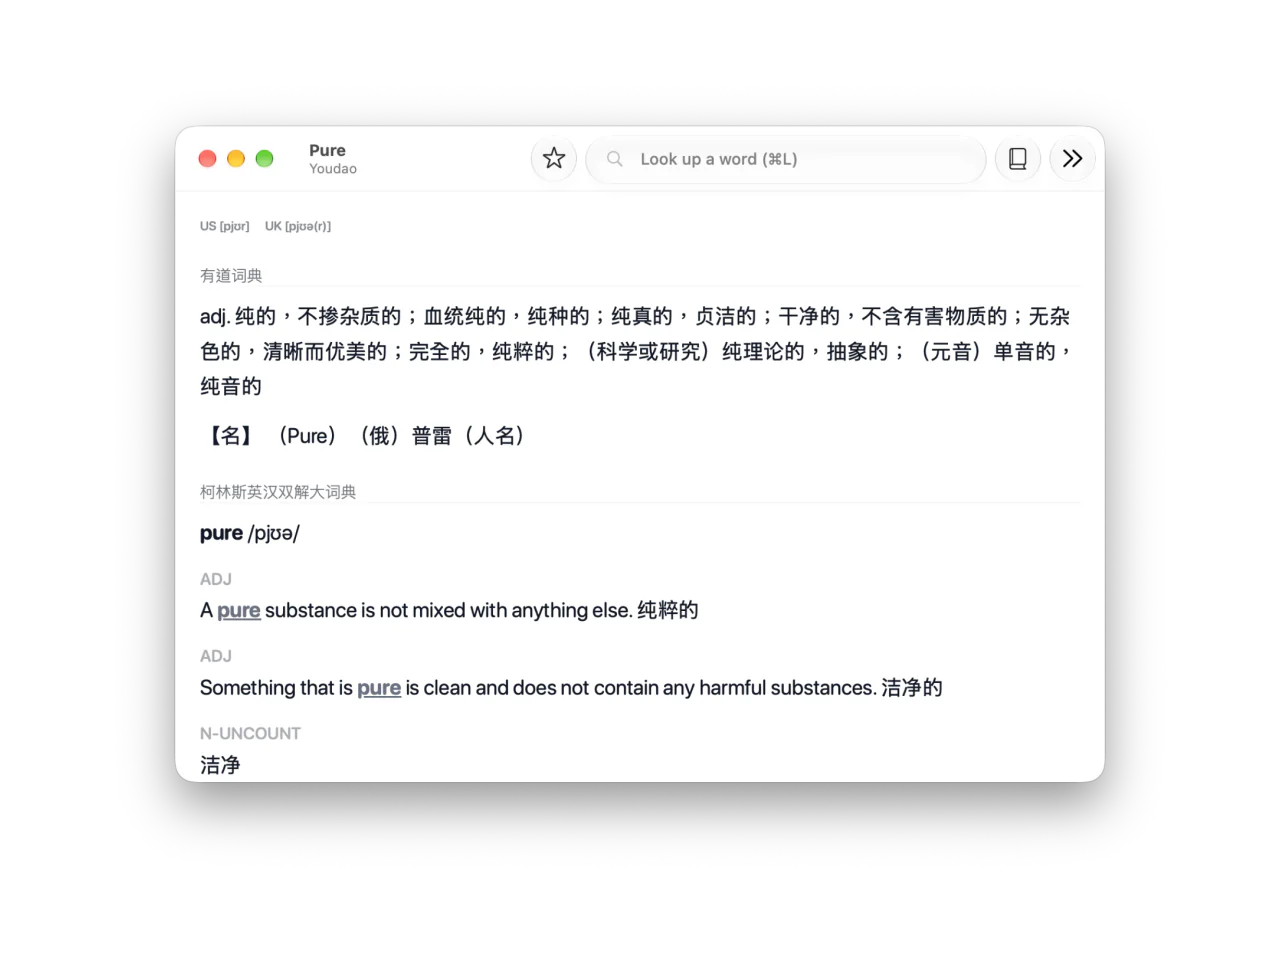 Pure
Youdao
Look up a word (⌘L)
US [pjʊr] UK [pjʊə(r)]
有道词典
adj. 纯的，不掺杂质的；血统纯的，纯种的；纯真的，贞洁的；干净的，不含有害物质的；无杂
色的，清晰而优美的；完全的，纯粹的；（科学或研究）纯理论的，抽象的；（元音）单音的，
纯音的
【名】 （Pure） （俄）普雷（人名）
柯林斯英汉双解大词典
pure /pjʊə/
ADJ
A pure substance is not mixed with anything else. 纯粹的
ADJ
Something that is pure is clean and does not contain any harmful substances. 洁净的
N-UNCOUNT
洁净